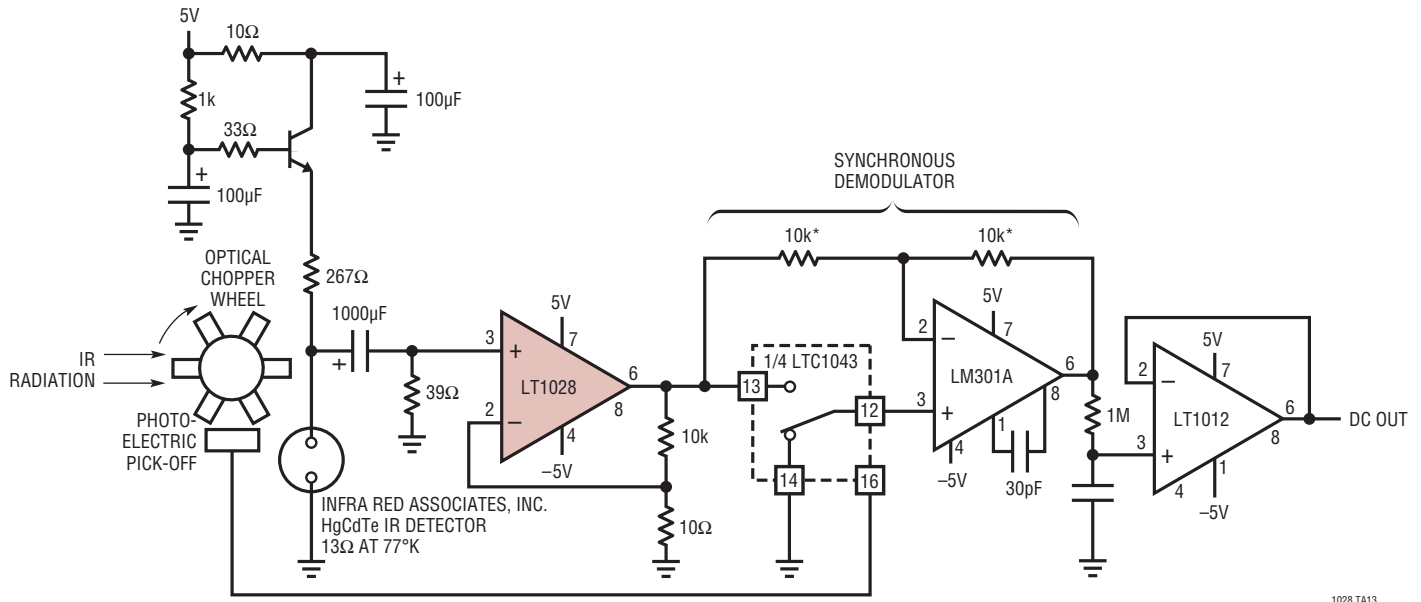 5V
10Ω
1k
33Ω
+
100µF
+
100µF
SYNCHRONOUS
DEMODULATOR
10k*
10k*
OPTICAL
CHOPPER
WHEEL
267Ω
1000µF
+
IR
RADIATION
PHOTO-
ELECTRIC
PICK-OFF
39Ω
5V
7
3
+
LT1028
6
2
–
8
4
–5V
10k
10Ω
INFRA RED ASSOCIATES, INC.
HgCdTe IR DETECTOR
13Ω AT 77°K
1/4 LTC1043
13
12
14
16
5V
2
–
7
LM301A
6
3
+
8
1
4
–5V
30pF
1M
5V
2
–
7
LT1012
6
3
+
8
1
4
–5V
DC OUT
1028 TA13